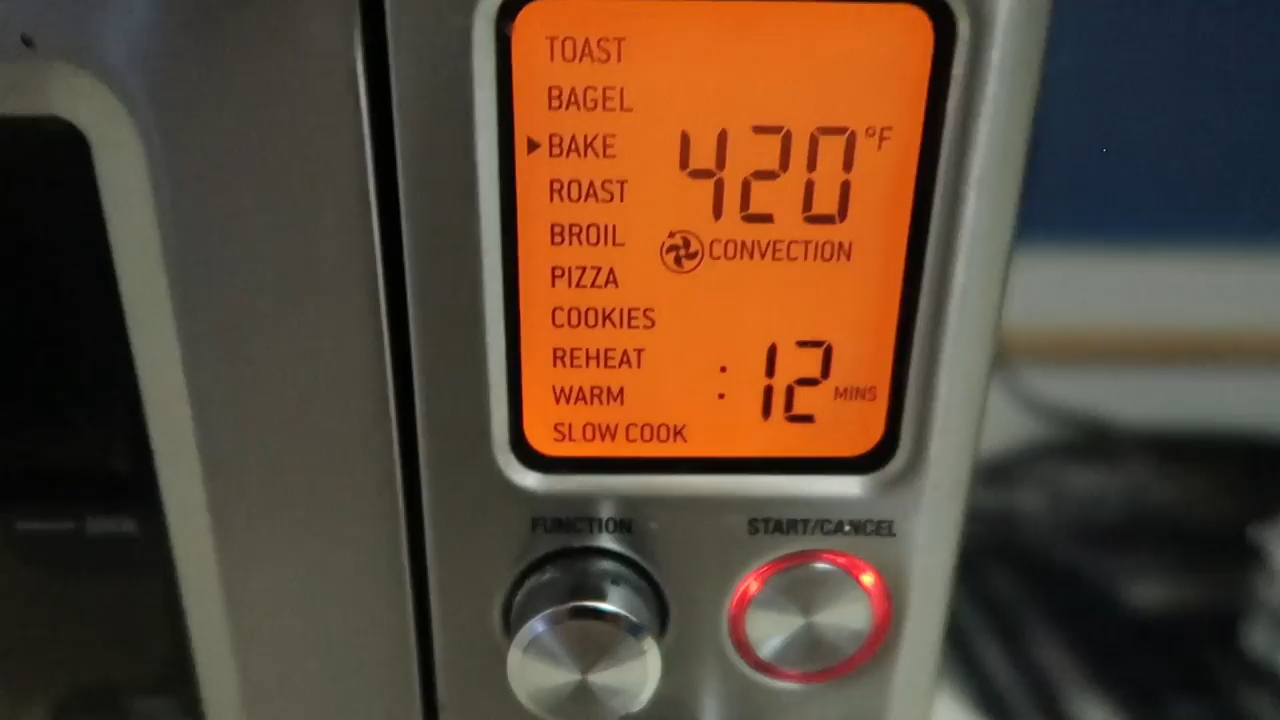 TOAST
BAGEL
BAKE 420°F
ROAST
BROIL CONVECTION
PIZZA
COOKIES
REHEAT
WARM :12 MINS
SLOW COOK
FUNCTION START/CANCEL